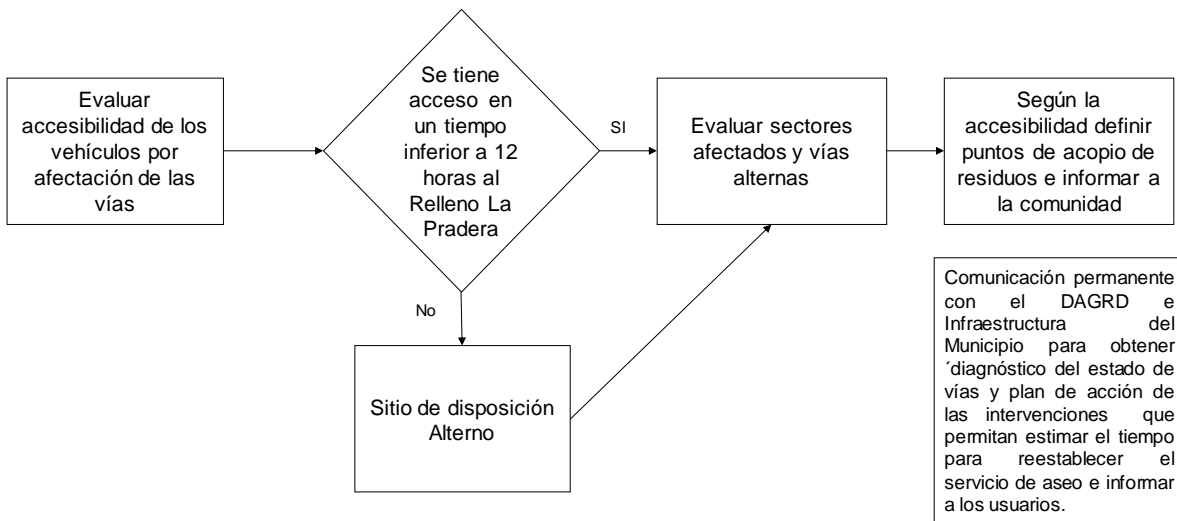 Evaluar
accesibilidad de los
vehículos por
afectación de las
vías
Se tiene
acceso en
un tiempo
inferior a 12
horas al
Relleno La
Pradera
SI
Evaluar sectores
afectados y vías
alternas
Según la
accesibilidad definir
puntos de acopio de
residuos e informar a
la comunidad
No
Sitio de disposición
Alterno
Comunicación permanente
con el DAGRD e
Infraestructura del
Municipio para obtener
´diagnóstico del estado de
vías y plan de acción de
las intervenciones que
permitan estimar el tiempo
para reestablecer el
servicio de aseo e informar
a los usuarios.